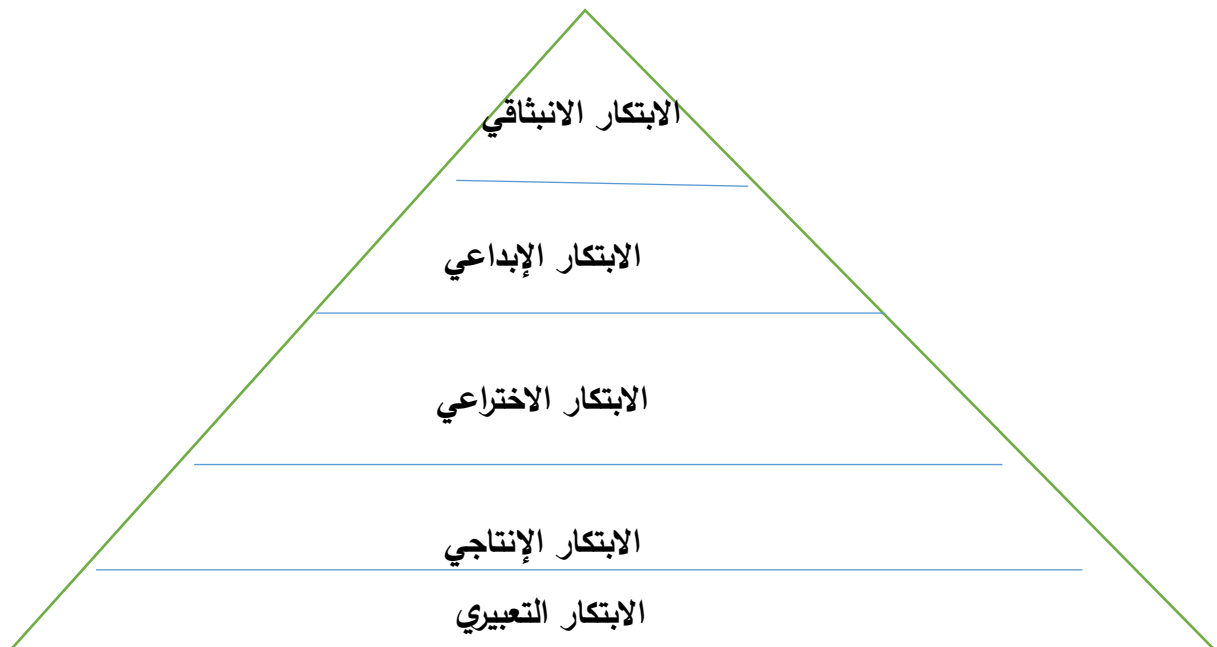 الابتكار الانبثاقي
الابتكار الإبداعي
الابتكار الاختراعي
الابتكار الإنتاجي
الابتكار التعبيري